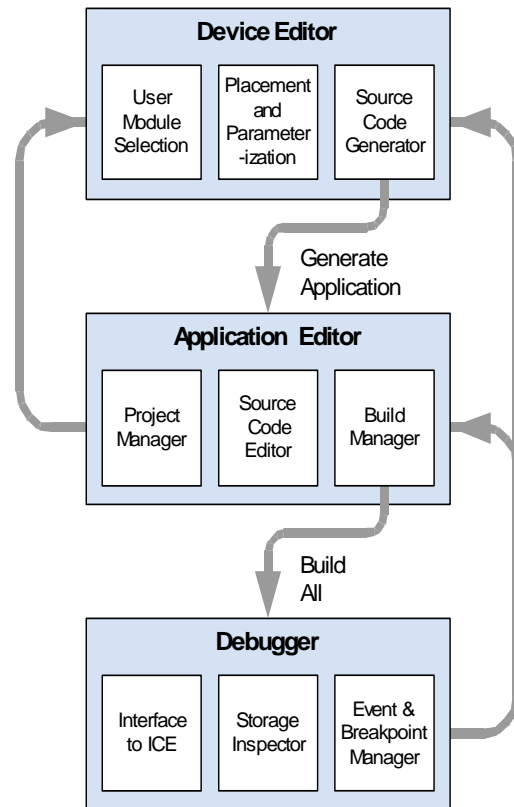 Device Editor
User
Module
Selection
Placement
and
Parameter
-ization
Source
Code
Generator
Generate
Application
Application Editor
Project
Manager
Source
Code
Editor
Build
Manager
Build
All
Debugger
Interface
to ICE
Storage
Inspector
Event &
Breakpoint
Manager